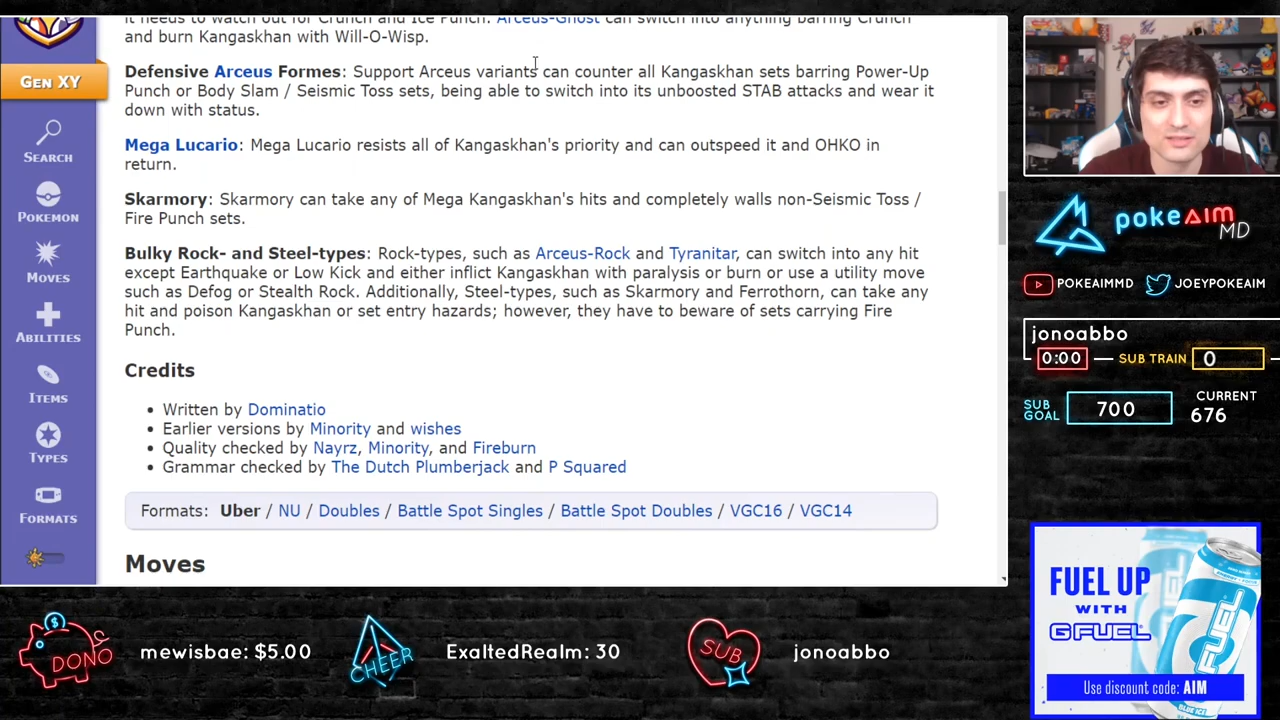 it needs to watch out for Crunch and Ice Punch. Arceus-Ghost can switch into anything barring Crunch
and burn Kangaskhan with Will-O-Wisp.
GEN XY
SEARCH
POKEMON
MOVES
ABILITIES
ITEMS
TYPES
FORMATS
Defensive Arceus Formes: Support Arceus variants can counter all Kangaskhan sets barring Power-Up
Punch or Body Slam / Seismic Toss sets, being able to switch into its unboosted STAB attacks and wear it
down with status.
Mega Lucario: Mega Lucario resists all of Kangaskhan's priority and can outspeed it and OHKO in
return.
Skarmory: Skarmory can take any of Mega Kangaskhan's hits and completely walls non-Seismic Toss /
Fire Punch sets.
Bulky Rock- and Steel-types: Rock-types, such as Arceus-Rock and Tyranitar, can switch into any hit
except Earthquake or Low Kick and either inflict Kangaskhan with paralysis or burn or use a utility move
such as Defog or Stealth Rock. Additionally, Steel-types, such as Skarmory and Ferrothorn, can take any
hit and poison Kangaskhan or set entry hazards; however, they have to beware of sets carrying Fire
Punch.
Credits
• Written by Dominatio
• Earlier versions by Minority and wishes
• Quality checked by Nayrz, Minority, and Fireburn
• Grammar checked by The Dutch Plumberjack and P Squared
Formats: Uber / NU / Doubles / Battle Spot Singles / Battle Spot Doubles / VGC16 / VGC14
Moves
pokeAIM
MD
POKEAIMMD
JOEYPOKEAIM
jonoabbo
0:00 — SUB TRAIN 0
SUB GOAL 700
CURRENT 676
FUEL UP
WITH
G FUEL
Use discount code: AIM
DONO
mewisbae: $5.00
CHEER
ExaltedRealm: 30
SUB
jonoabbo